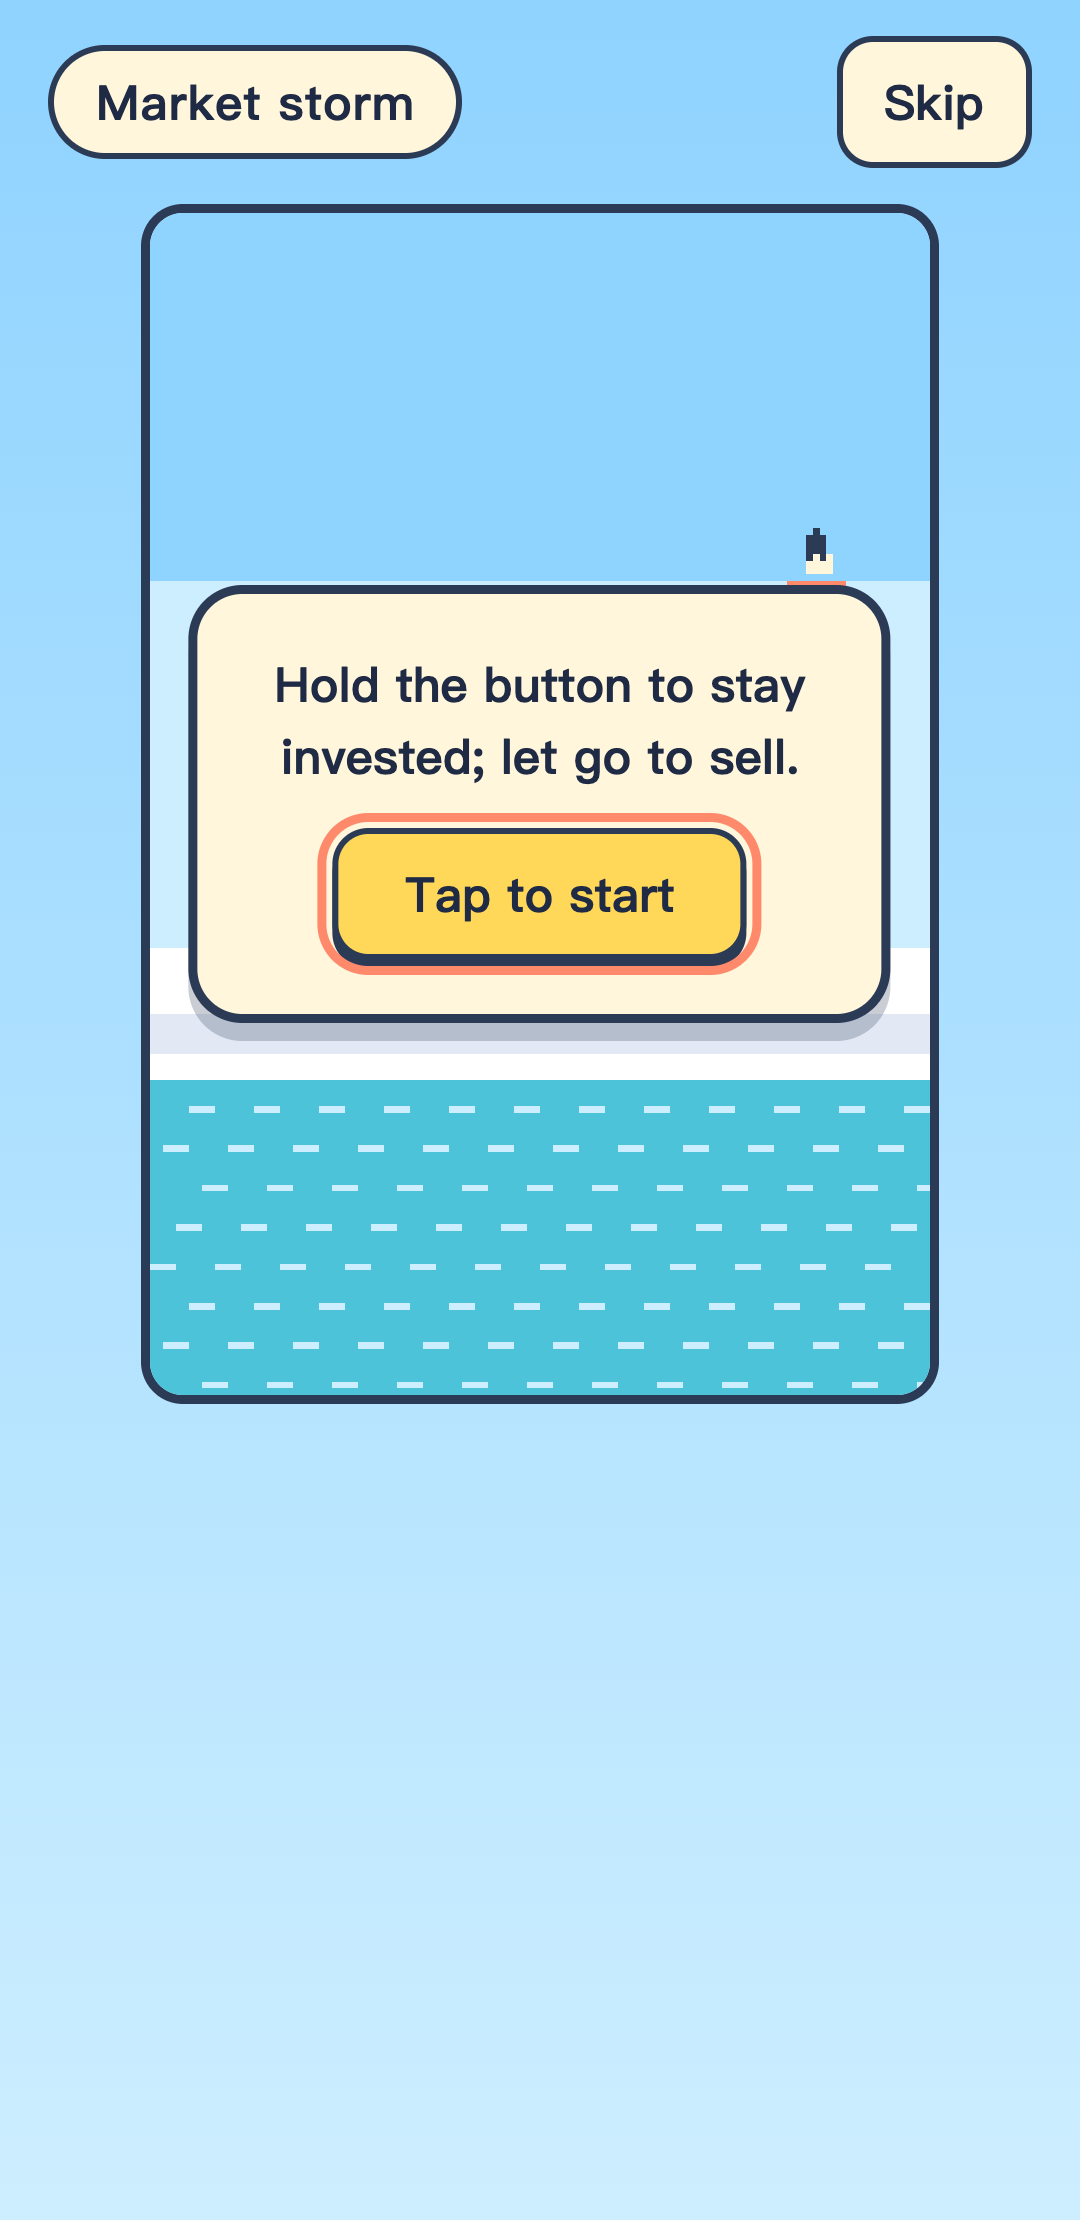 Market storm
Skip
Hold the button to stay
invested; let go to sell.
Tap to start